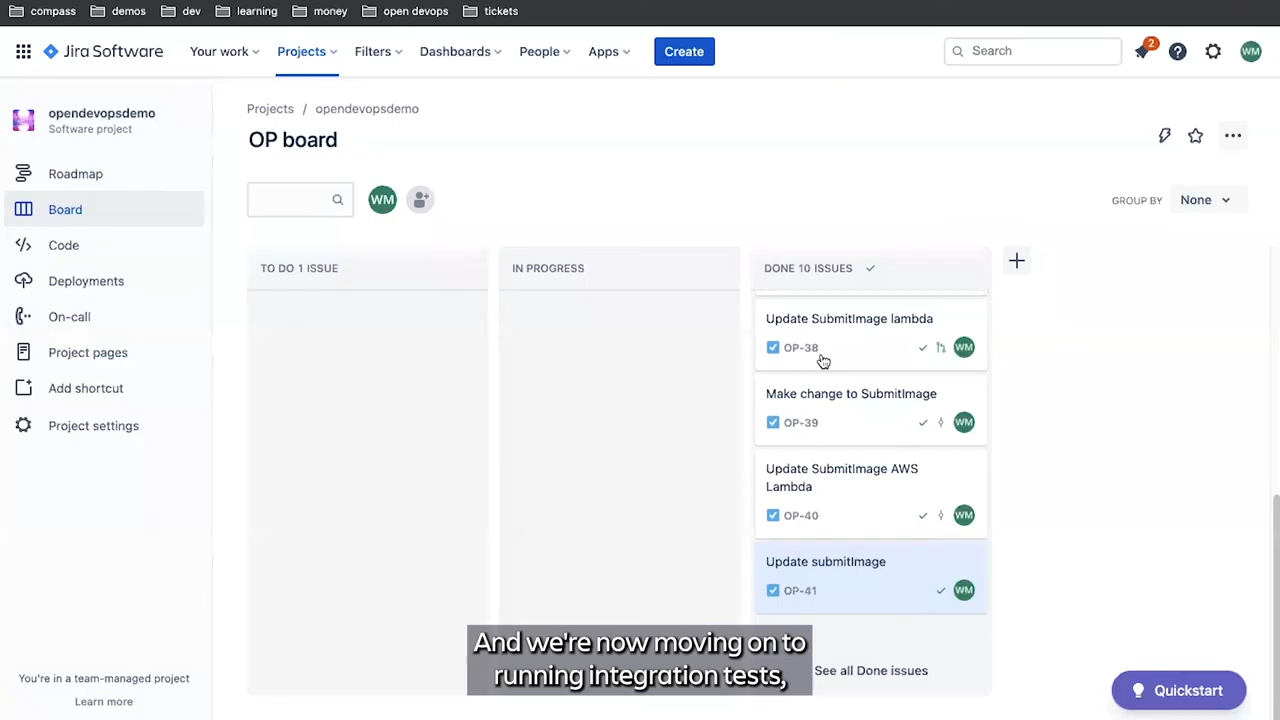 compass demos dev learning money open devops tickets
Jira Software Your work Projects Filters Dashboards People Apps Create Search 2 WM
opendevopsdemo
Software project
Roadmap
Board
Code
Deployments
On-call
Project pages
Add shortcut
Project settings
You're in a team-managed project
Learn more
Projects / opendevopsdemo
OP board
WM
GROUP BY None
TO DO 1 ISSUE
IN PROGRESS
DONE 10 ISSUES
Update SubmitImage lambda
OP-38 WM
Make change to SubmitImage
OP-39 WM
Update SubmitImage AWS
Lambda
OP-40 WM
Update submitImage
OP-41 WM
See all Done issues
And we're now moving on to
running integration tests,
Quickstart